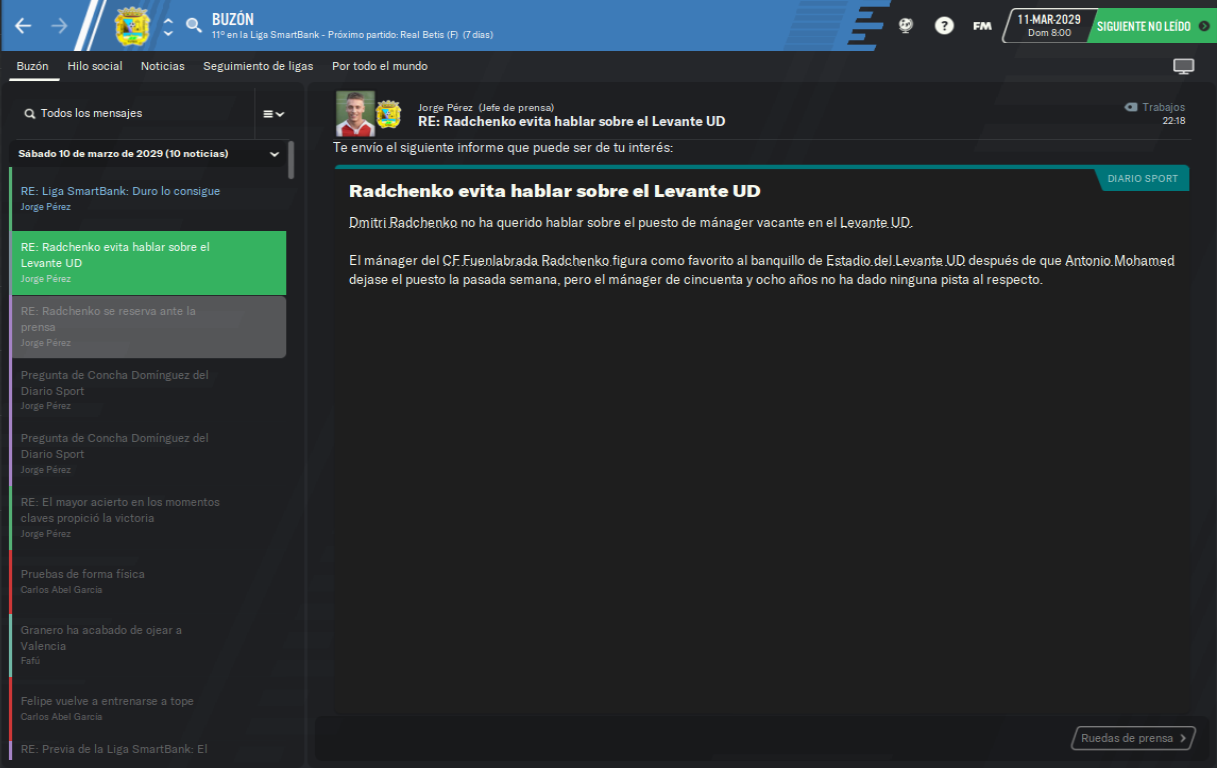 BUZÓN
11º en la Liga SmartBank - Próximo partido: Real Betis (F) (7 días)
FM
11-MAR-2029
Dom 8:00
SIGUIENTE NO LEÍDO
Buzón
Hilo social
Noticias
Seguimiento de ligas
Por todo el mundo
Todos los mensajes
Sábado 10 de marzo de 2029 (10 noticias)
RE: Liga SmartBank: Duro lo consigue
Jorge Pérez
RE: Radchenko evita hablar sobre el
Levante UD
Jorge Pérez
RE: Radchenko se reserva ante la
prensa
Jorge Pérez
Pregunta de Concha Domínguez del
Diario Sport
Jorge Pérez
Pregunta de Concha Domínguez del
Diario Sport
Jorge Pérez
RE: El mayor acierto en los momentos
claves propició la victoria
Jorge Pérez
Pruebas de forma física
Carlos Abel García
Granero ha acabado de ojear a
Valencia
Fafú
Felipe vuelve a entrenarse a tope
Carlos Abel García
RE: Previa de la Liga SmartBank: El
Jorge Pérez (Jefe de prensa)
RE: Radchenko evita hablar sobre el Levante UD
Trabajos
22:18
Te envío el siguiente informe que puede ser de tu interés:
DIARIO SPORT
Radchenko evita hablar sobre el Levante UD
Dmitri Radchenko no ha querido hablar sobre el puesto de mánager vacante en el Levante UD.
El mánager del CF Fuenlabrada Radchenko figura como favorito al banquillo de Estadio del Levante UD después de que Antonio Mohamed
dejase el puesto la pasada semana, pero el mánager de cincuenta y ocho años no ha dado ninguna pista al respecto.
Ruedas de prensa